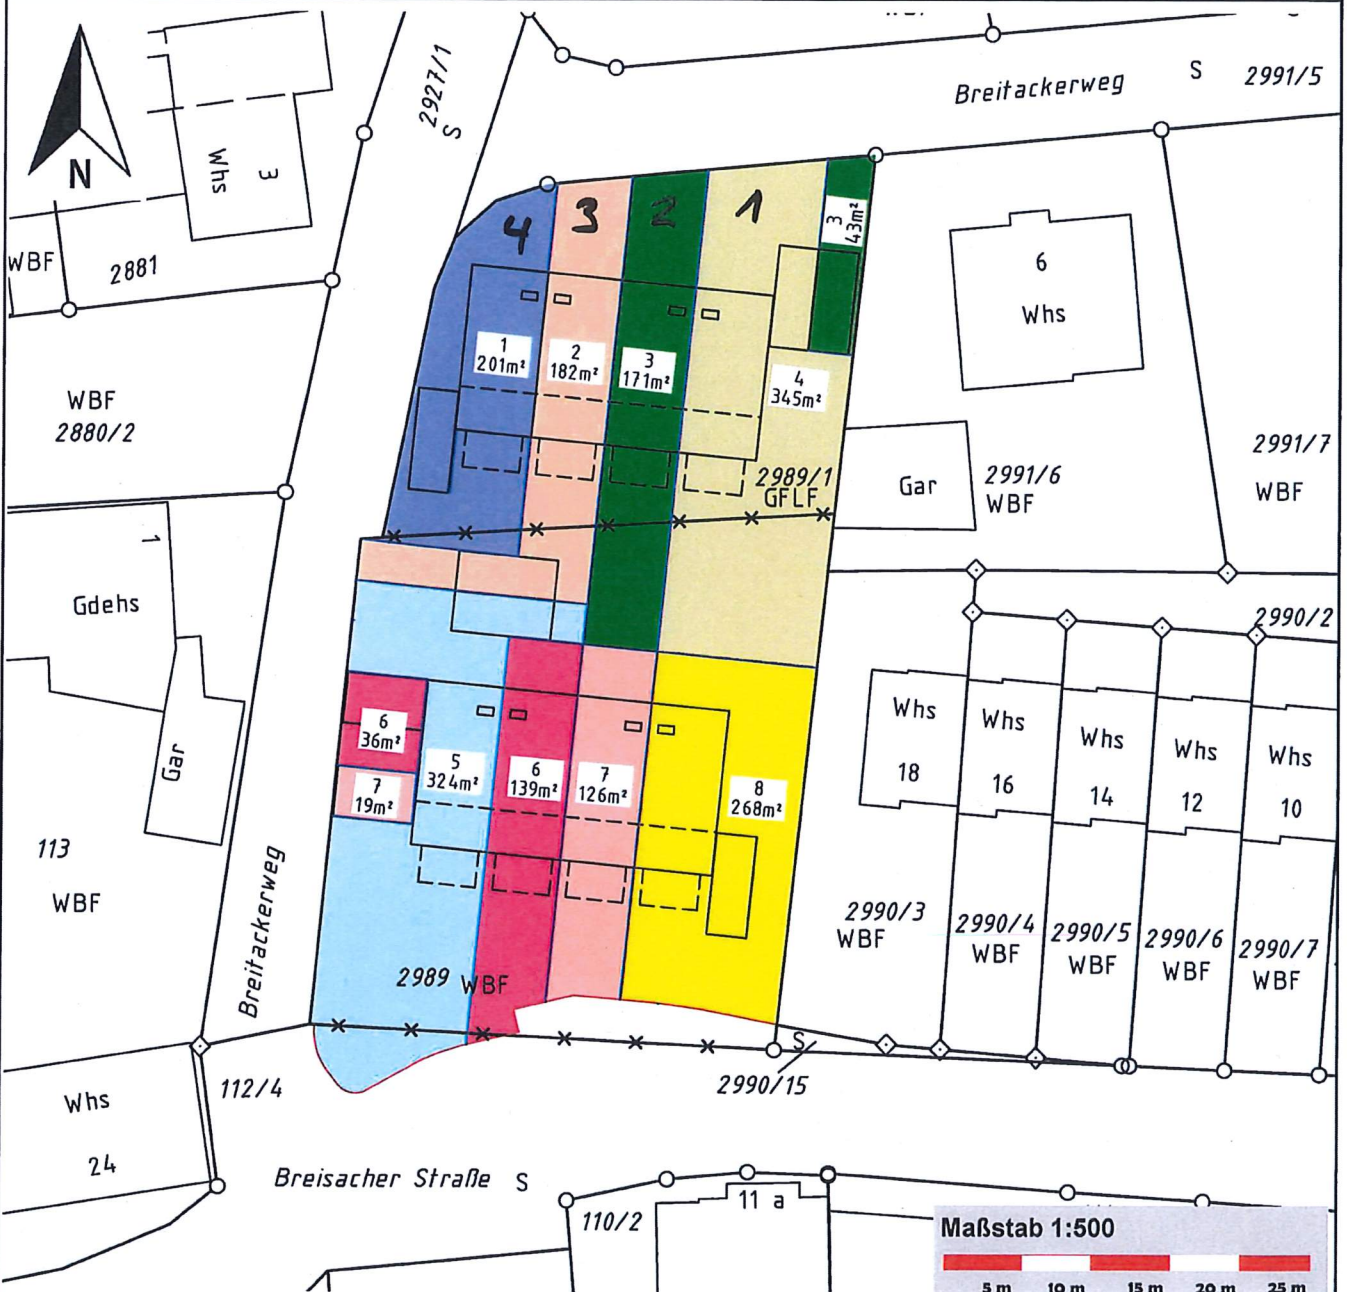 N
Whs
3
2927/1
S
Breitackerweg
S
2991/5
WBF
2881
4
3
2
1
3
43m²
6
Whs
1
201m²
2
182m²
3
171m²
4
345m²
WBF
2880/2
2991/7
WBF
2989/1
GFLF
Gar
2991/6
WBF
1
Gdehs
2990/2
Gar
6
36m²
7
19m²
5
324m²
6
139m²
7
126m²
8
268m²
Whs
18
Whs
16
Whs
14
Whs
12
Whs
10
113
WBF
Breitackerweg
2989 WBF
2990/3
WBF
2990/4
WBF
2990/5
WBF
2990/6
WBF
2990/7
WBF
S
2990/15
112/4
Whs
24
Breisacher Straße S
110/2
11 a
Maßstab 1:500
5 m 10 m 15 m 20 m 25 m